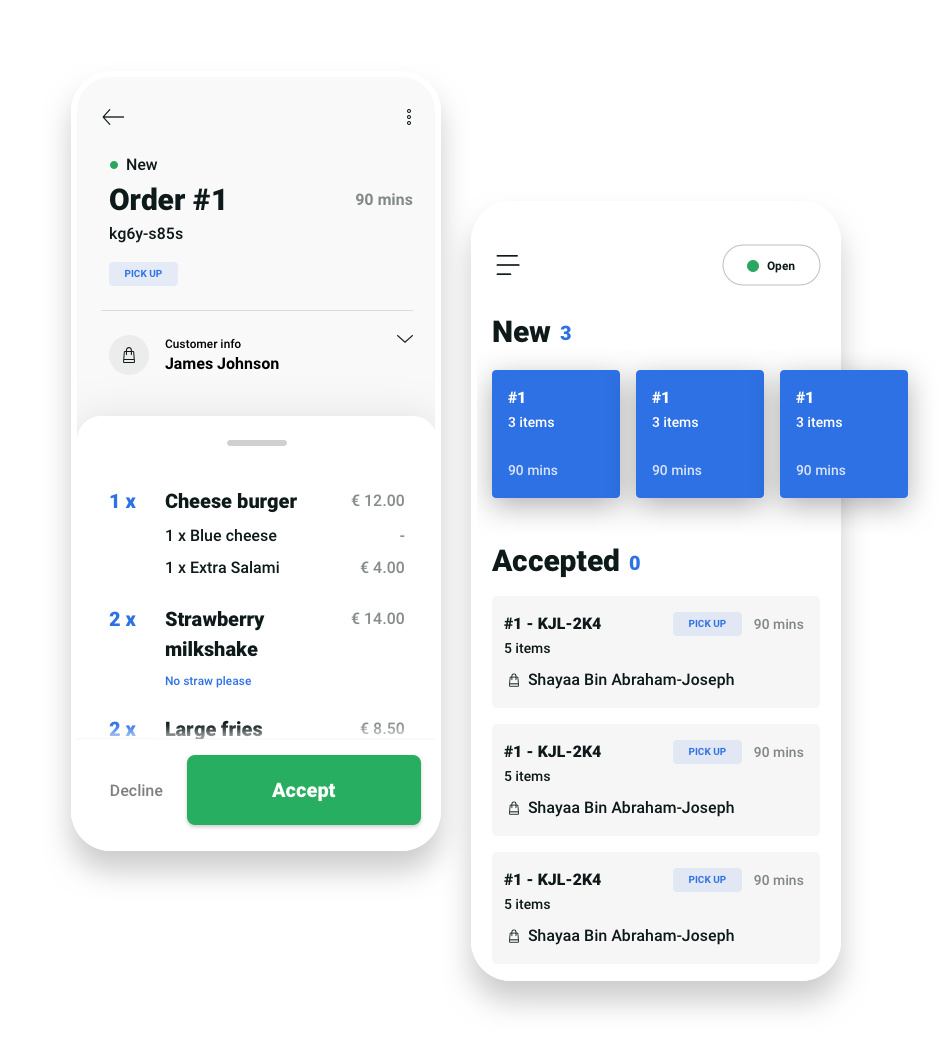 New
Order #1
90 mins
kg6y-s85s
PICK UP
Customer info
James Johnson
1 x Cheese burger € 12.00
1 x Blue cheese -
1 x Extra Salami € 4.00
2 x Strawberry € 14.00
milkshake
No straw please
2 x Large fries € 8.50
Decline
Accept
Open
New 3
#1
3 items
90 mins
#1
3 items
90 mins
#1
3 items
90 mins
Accepted 0
#1 - KJL-2K4 PICK UP 90 mins
5 items
Shayaa Bin Abraham-Joseph
#1 - KJL-2K4 PICK UP 90 mins
5 items
Shayaa Bin Abraham-Joseph
#1 - KJL-2K4 PICK UP 90 mins
5 items
Shayaa Bin Abraham-Joseph